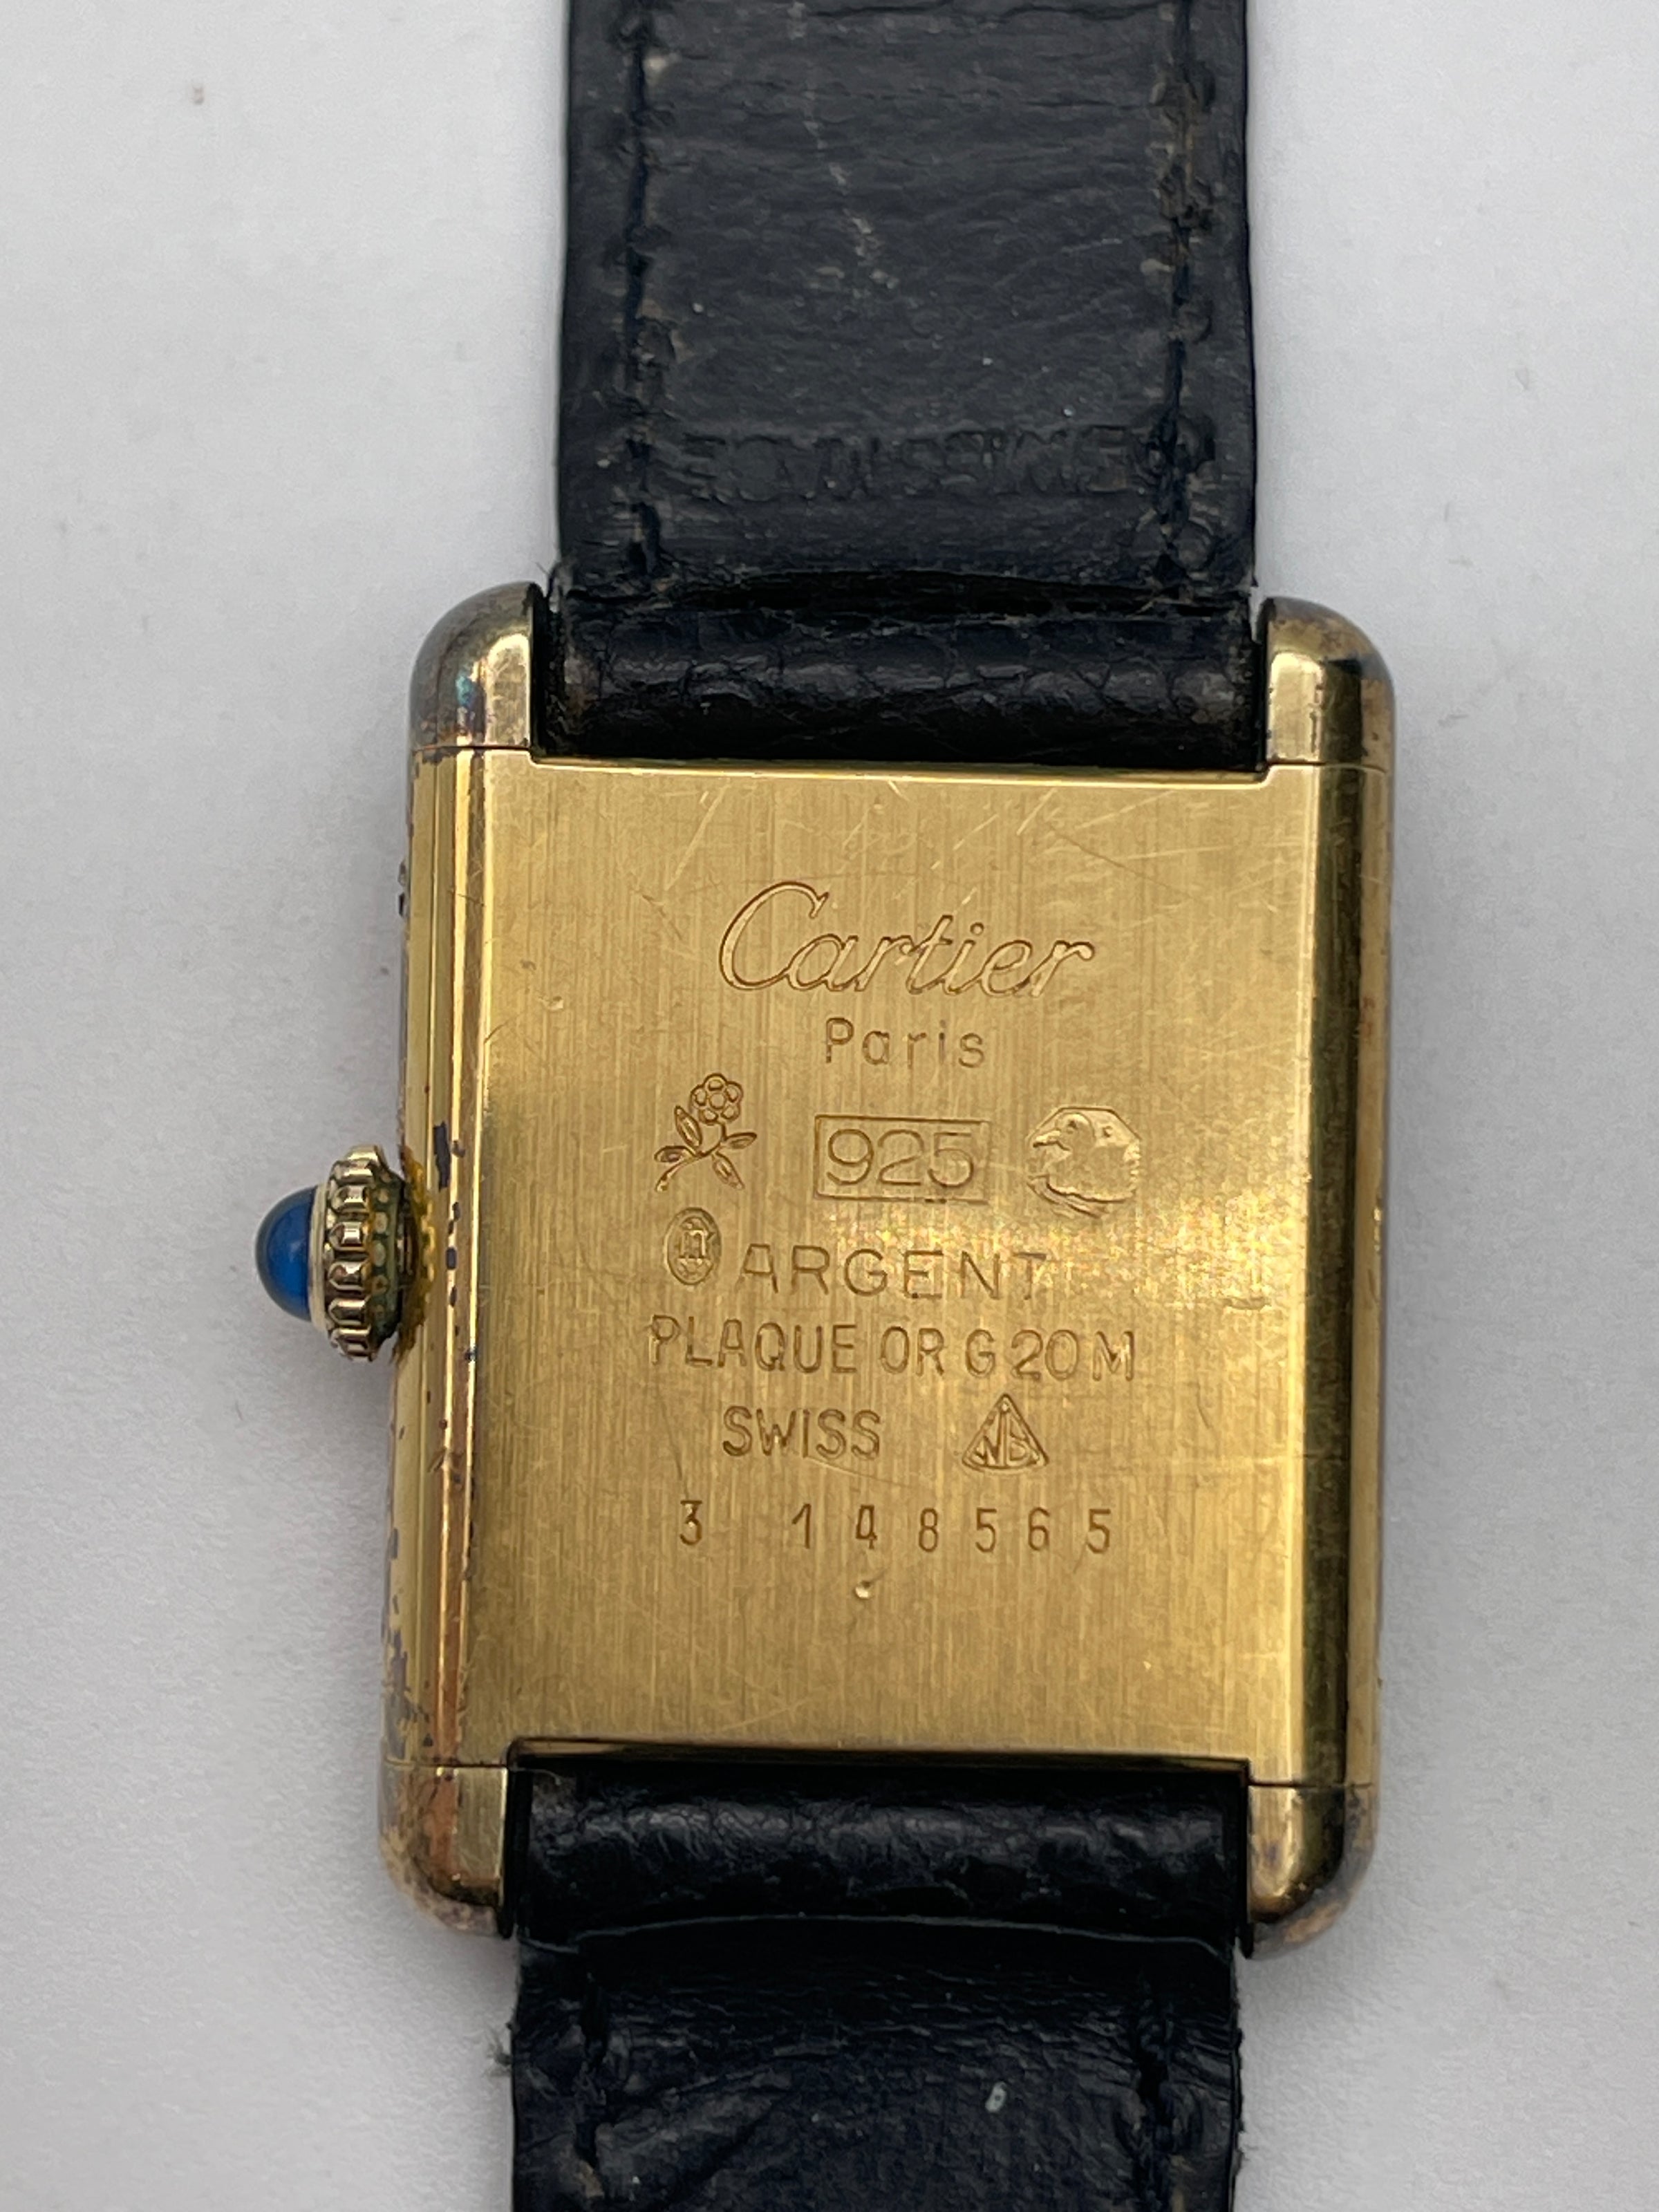 Cartier
Paris
925
ARGENT
PLAQUE OR G 20 M
SWISS
3 148565